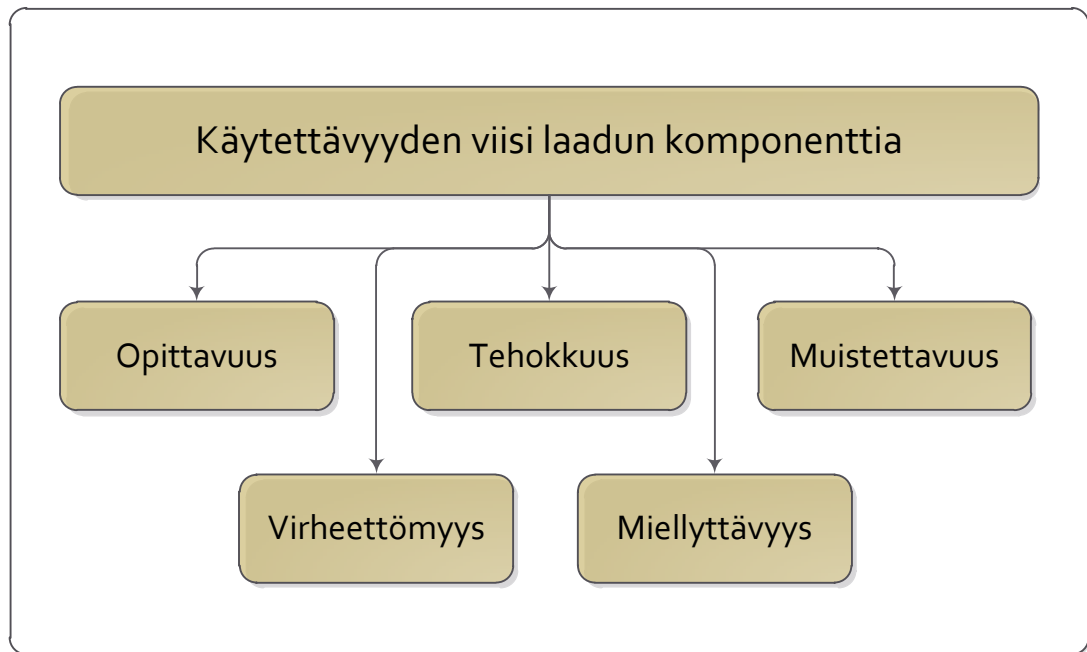 Käytettävyyden viisi laadun komponenttia
Opittavuus
Tehokkuus
Muistettavuus
Virheettömyys
Miellyttävyys